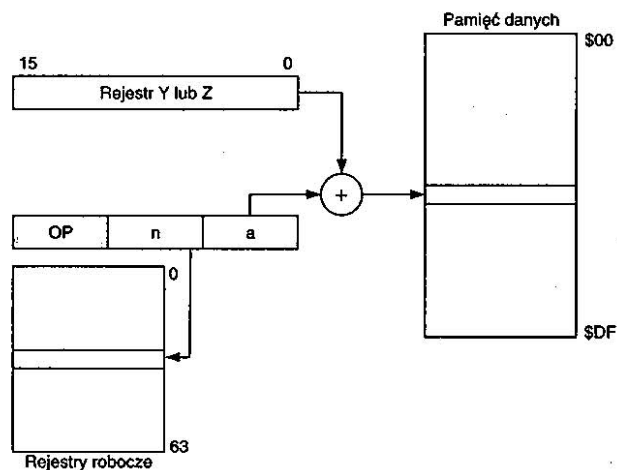 Pamięć danych
$00
15
0
Rejestr Y lub Z
+
OP
n
a
0
$DF
63
Rejestry robocze